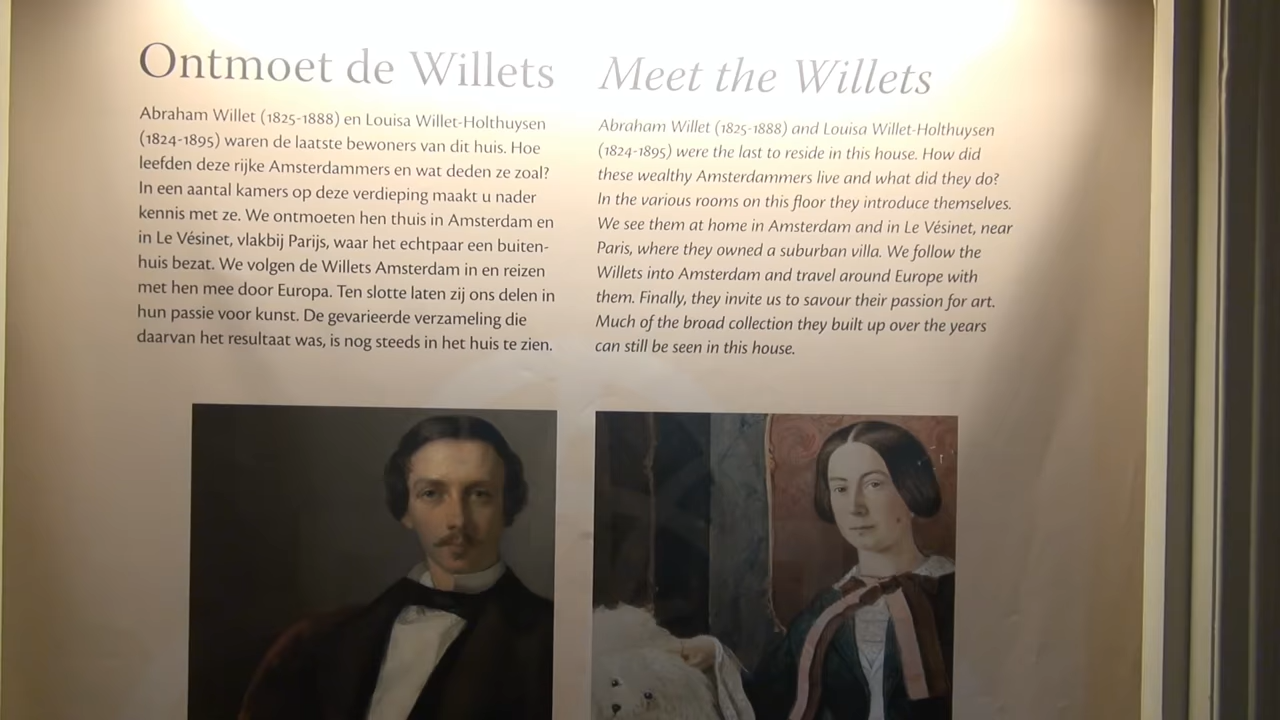 Ontmoet de Willets
Abraham Willet (1825-1888) en Louisa Willet-Holthuysen
(1824-1895) waren de laatste bewoners van dit huis. Hoe
leefden deze rijke Amsterdammers en wat deden ze zoal?
In een aantal kamers op deze verdieping maakt u nader
kennis met ze. We ontmoeten hen thuis in Amsterdam en
in Le Vésinet, vlakbij Parijs, waar het echtpaar een buiten-
huis bezat. We volgen de Willets Amsterdam in en reizen
met hen mee door Europa. Ten slotte laten zij ons delen in
hun passie voor kunst. De gevarieerde verzameling die
daarvan het resultaat was, is nog steeds in het huis te zien.
Meet the Willets
Abraham Willet (1825-1888) and Louisa Willet-Holthuysen
(1824-1895) were the last to reside in this house. How did
these wealthy Amsterdammers live and what did they do?
In the various rooms on this floor they introduce themselves.
We see them at home in Amsterdam and in Le Vésinet, near
Paris, where they owned a suburban villa. We follow the
Willets into Amsterdam and travel around Europe with
them. Finally, they invite us to savour their passion for art.
Much of the broad collection they built up over the years
can still be seen in this house.